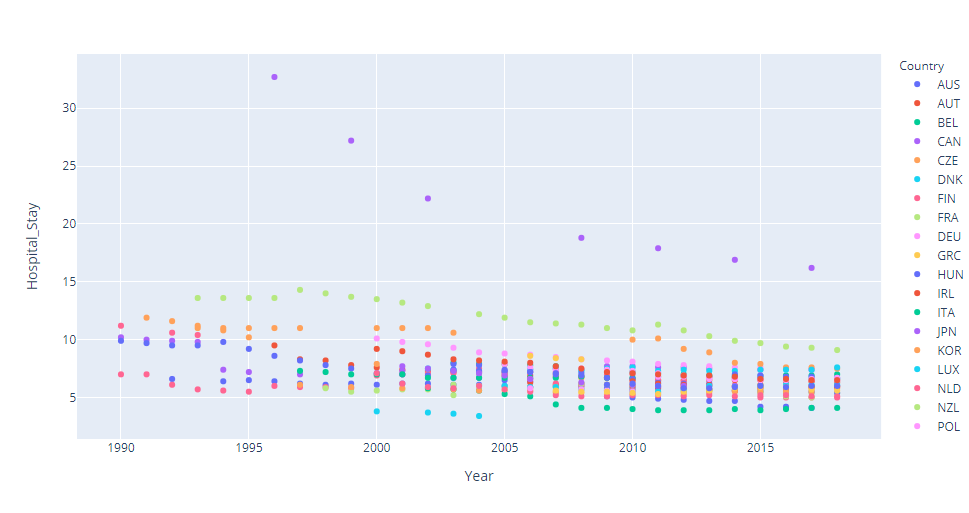 Country
AUS
AUT
BEL
CAN
CZE
DNK
FIN
FRA
DEU
GRC
HUN
IRL
ITA
JPN
KOR
LUX
NLD
NZL
POL
Hospital_Stay
30
25
20
15
10
5
1990 1995 2000 2005 2010 2015
Year